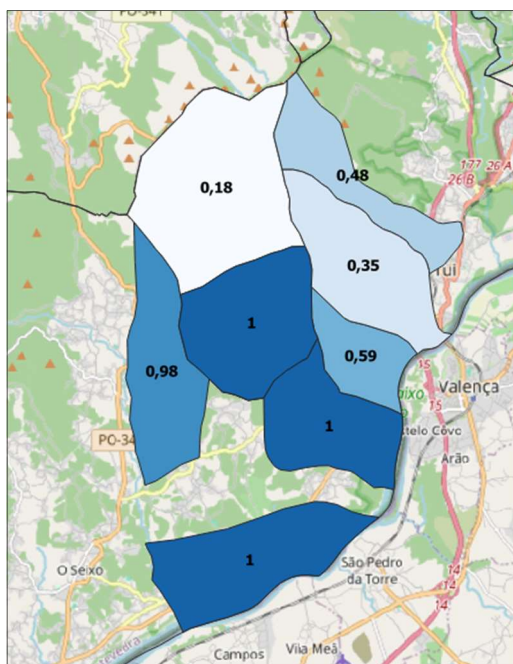 PO-341
177
26 A
26 B
0,48
0,18
0,35
1
0,59
0,98
Valença
15
1
Arão
15
PO-34
São Pedro
da Torre
14
O Seixo
1
14
14
Campos
Vila Meã